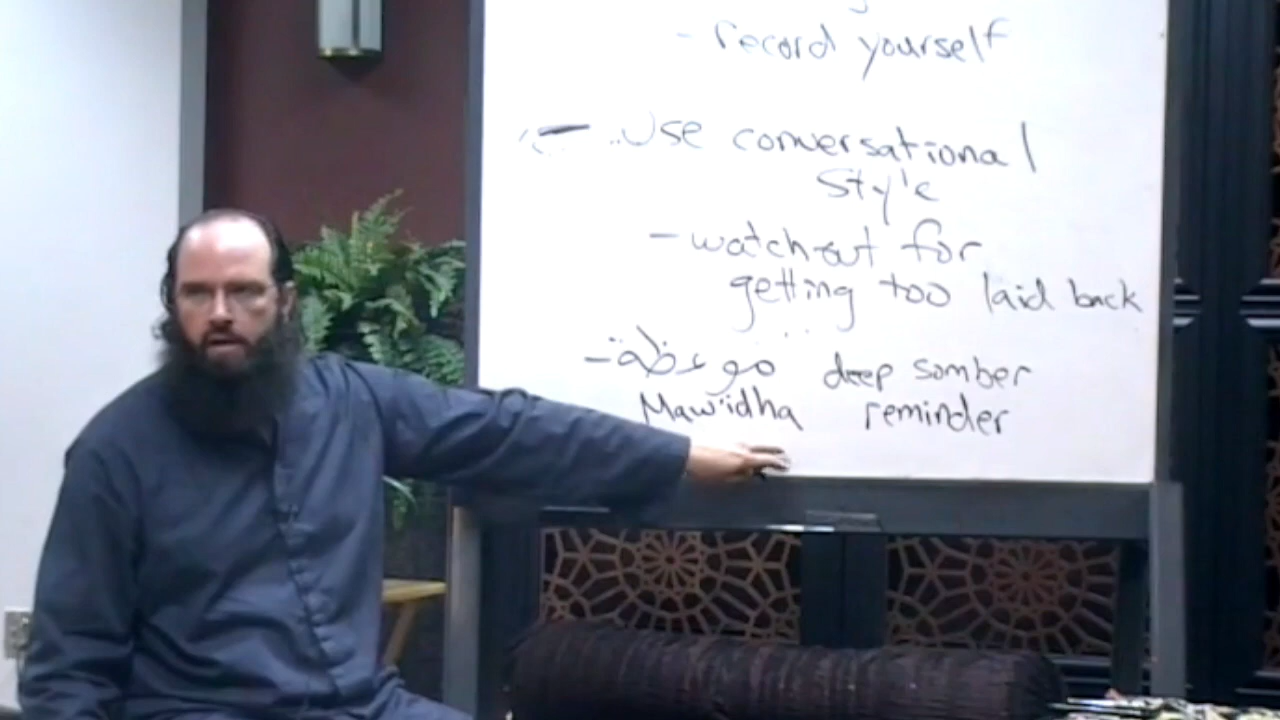 - record yourself
- Use conversational
style
- watch out for
getting too laid back
- موعظة deep somber
Maw'idha reminder